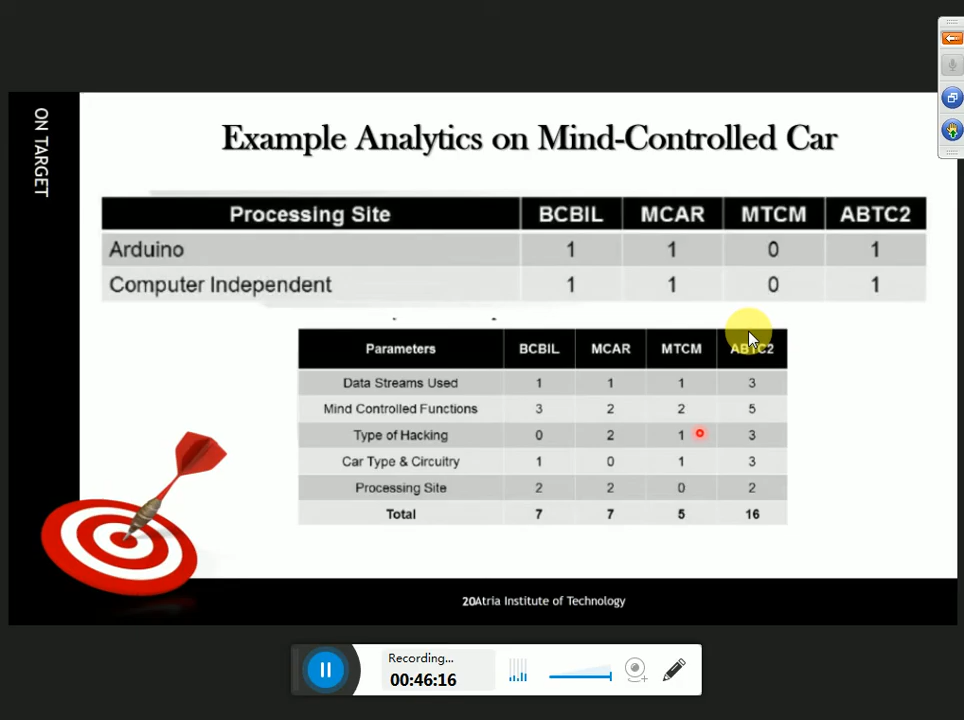 ON TARGET
Example Analytics on Mind-Controlled Car
Processing Site BCBIL MCAR MTCM ABTC2
Arduino 1 1 0 1
Computer Independent 1 1 0 1
Parameters BCBIL MCAR MTCM ABTC2
Data Streams Used 1 1 1 3
Mind Controlled Functions 3 2 2 5
Type of Hacking 0 2 1 3
Car Type & Circuitry 1 0 1 3
Processing Site 2 2 0 2
Total 7 7 5 16
20Atria Institute of Technology
Recording...
00:46:16